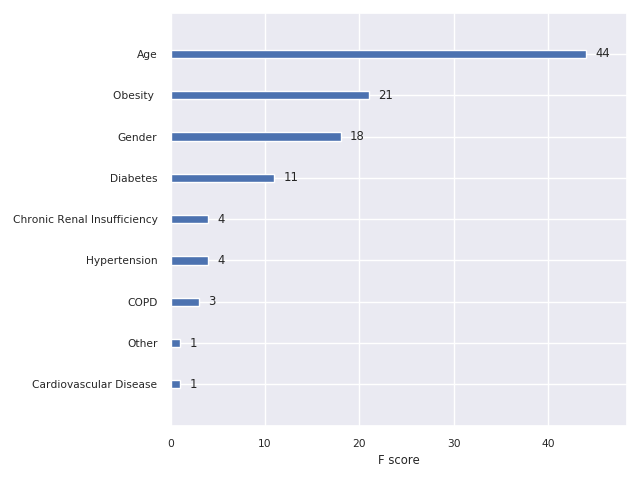 Age 44
Obesity 21
Gender 18
Diabetes 11
Chronic Renal Insufficiency 4
Hypertension 4
COPD 3
Other 1
Cardiovascular Disease 1
0 10 20 30 40
F score